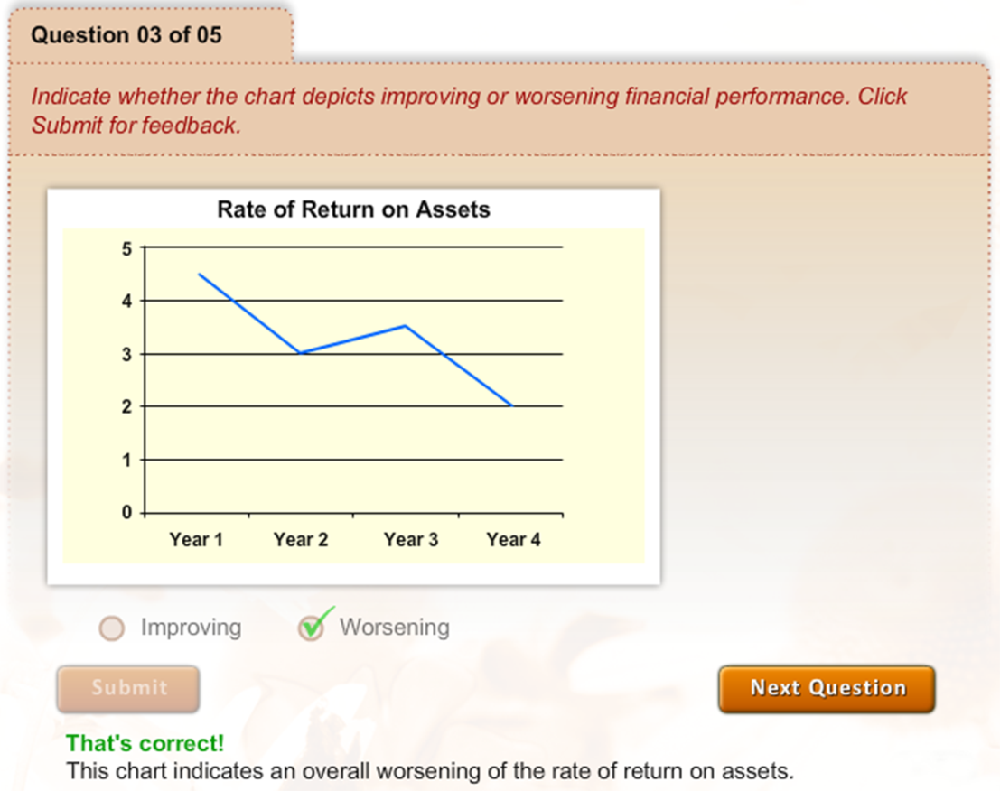 Question 03 of 05
Indicate whether the chart depicts improving or worsening financial performance. Click
Submit for feedback.
Rate of Return on Assets
5
4
3
2
1
0
Year 1 Year 2 Year 3 Year 4
Improving Worsening
Submit Next Question
That's correct!
This chart indicates an overall worsening of the rate of return on assets.